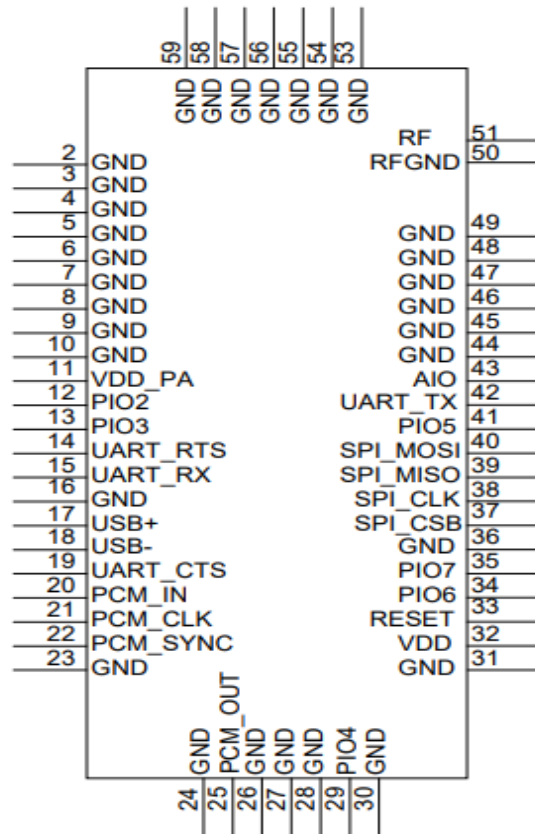 59 58 57 56 55 54 53
GND GND GND GND GND GND GND
RF 51
2 GND RFGND 50
3 GND
4 GND
5 GND GND 49
6 GND GND 48
7 GND GND 47
8 GND GND 46
9 GND GND 45
10 GND GND 44
11 VDD_PA AIO 43
12 PIO2 UART_TX 42
13 PIO3 PIO5 41
14 UART_RTS SPI_MOSI 40
15 UART_RX SPI_MISO 39
16 GND SPI_CLK 38
17 USB+ SPI_CSB 37
18 USB- GND 36
19 UART_CTS PIO7 35
20 PCM_IN PIO6 34
21 PCM_CLK RESET 33
22 PCM_SYNC VDD 32
23 GND GND 31
GND PCM_OUT GND GND GND PIO4 GND
24 25 26 27 28 29 30